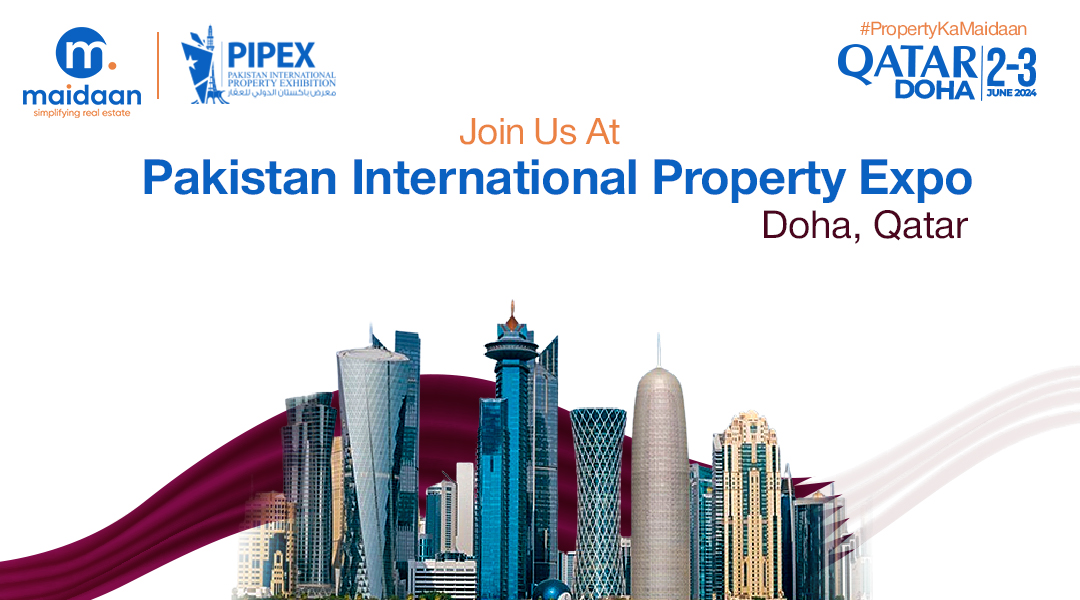 m.
maidaan
simplifying real estate
PIPEX
PAKISTAN INTERNATIONAL
PROPERTY EXHIBITION
معرض باكستان الدولي للعقار
#PropertyKaMaidaan
QATAR
DOHA
2-3
JUNE 2024
Join Us At
Pakistan International Property Expo
Doha, Qatar